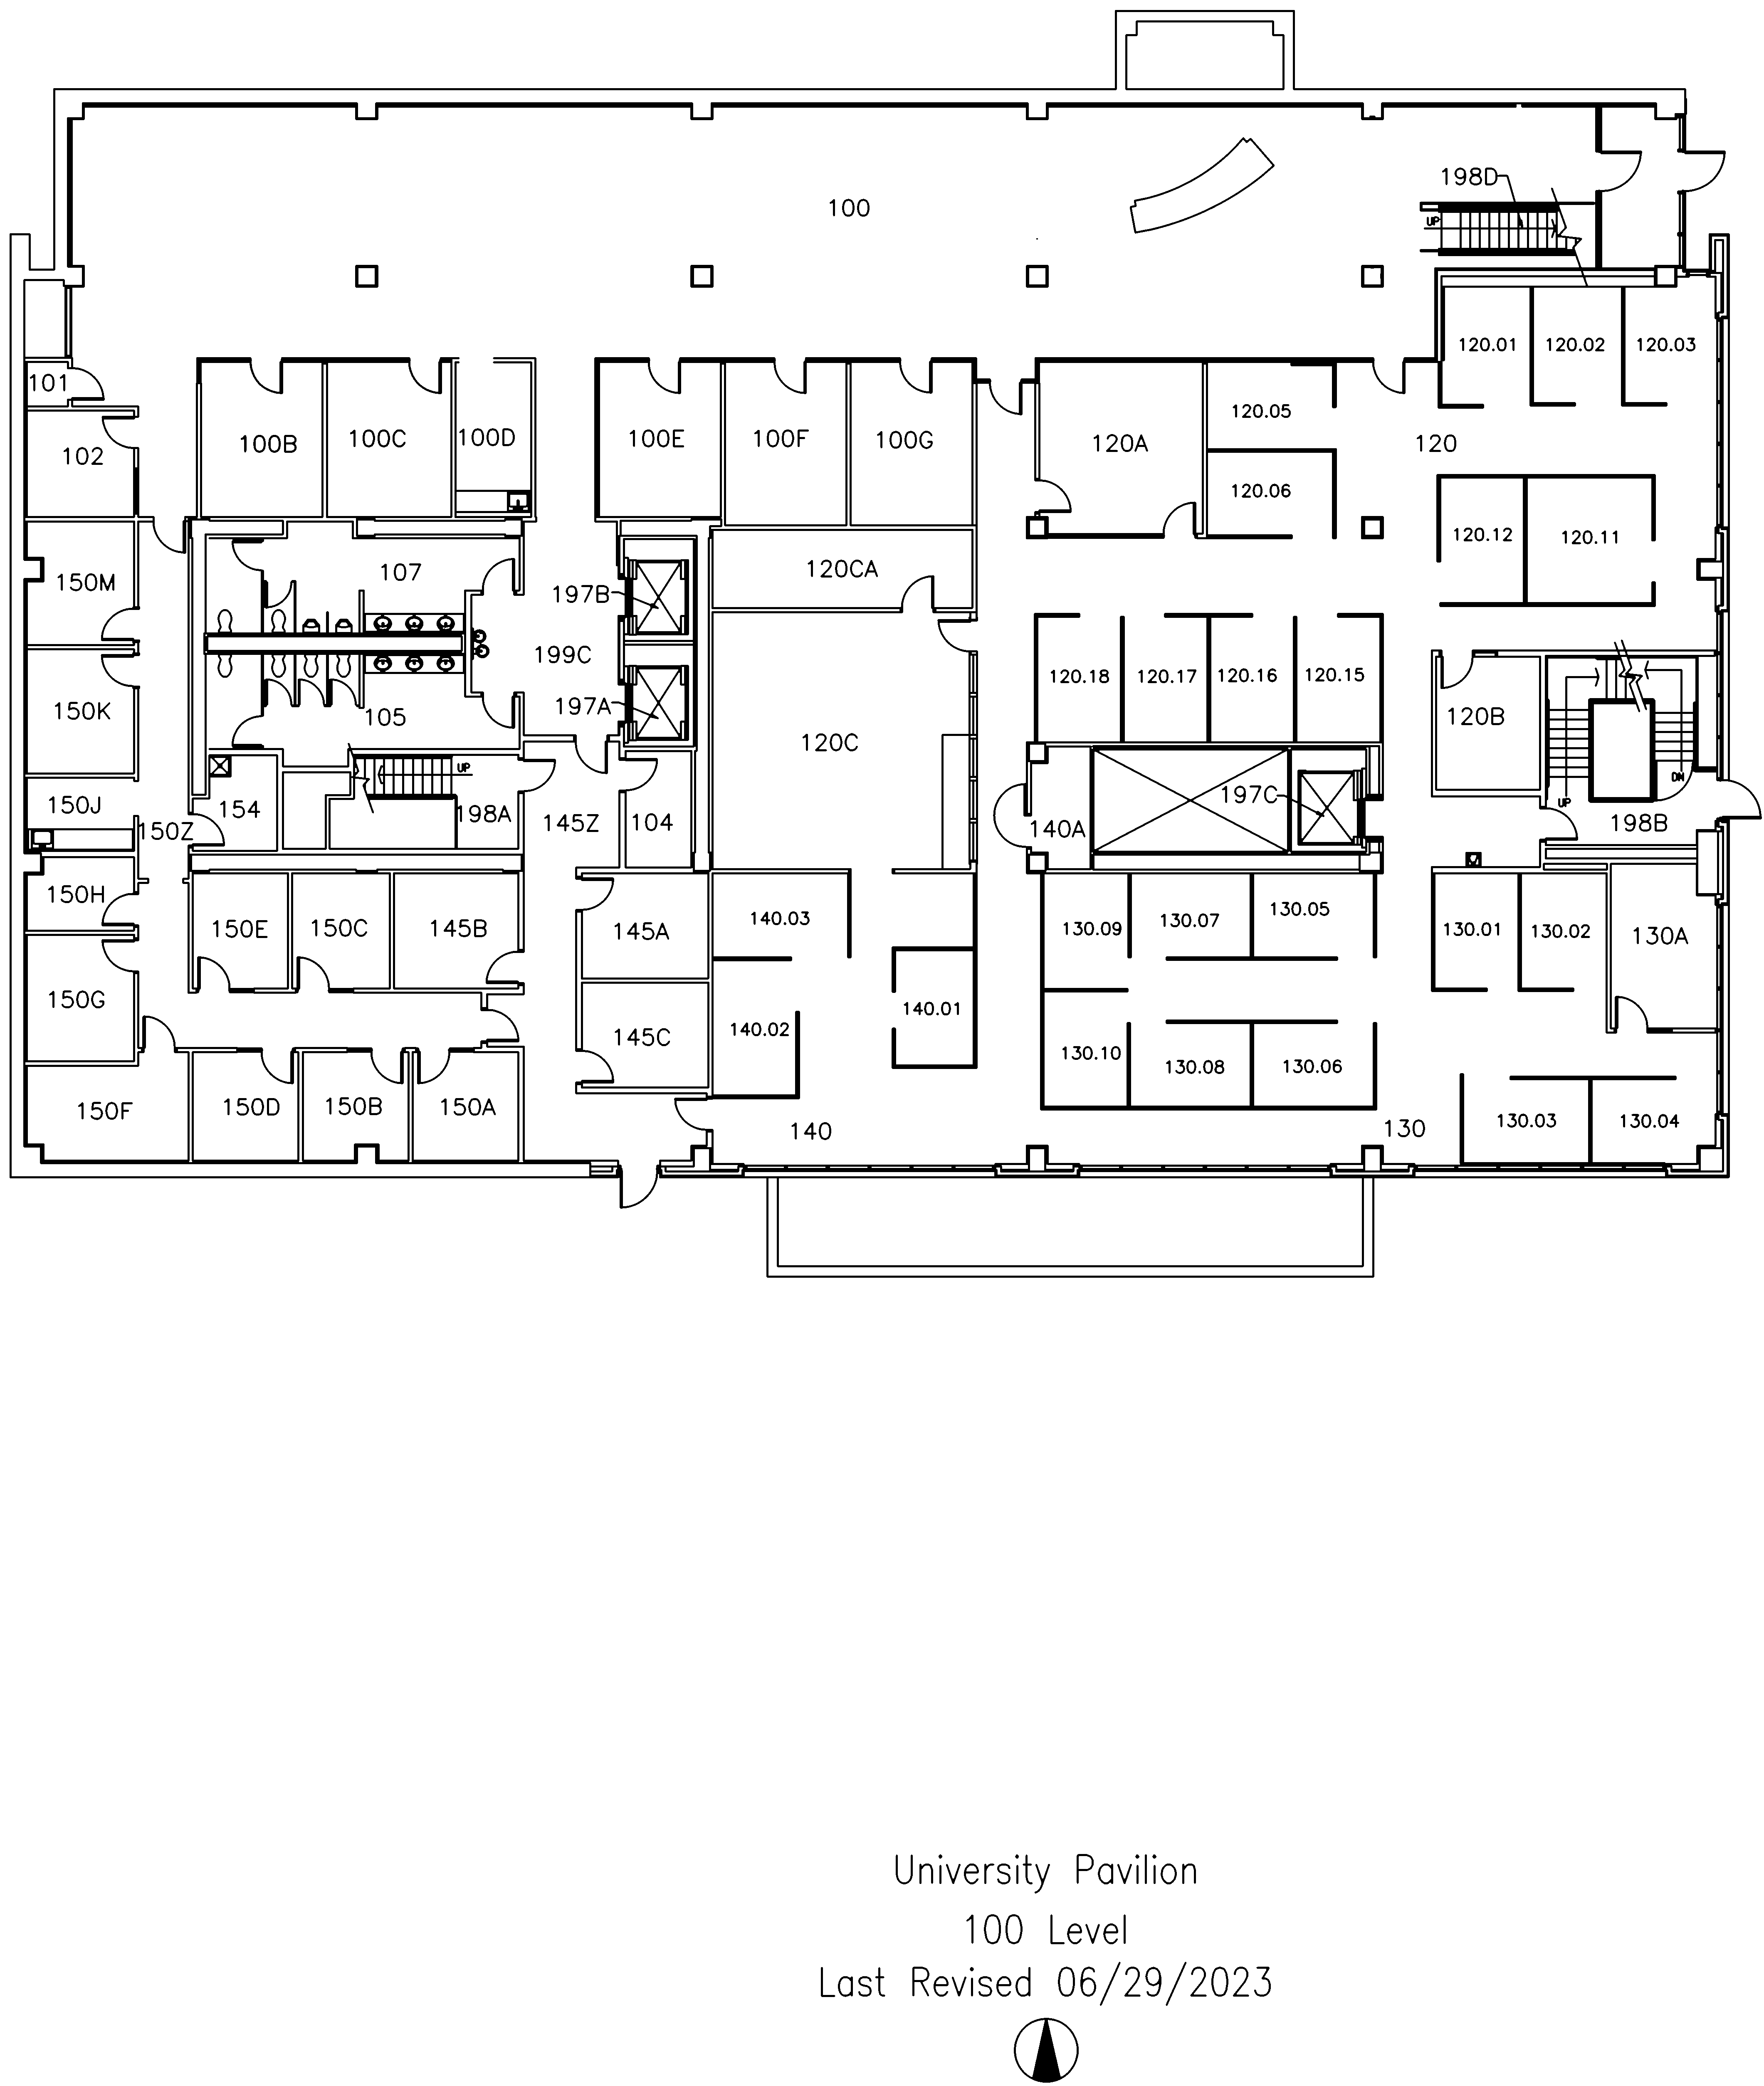 198D
100
UP
101
120.01
120.02
120.03
102
100B
100C
100D
100E
100F
100G
120A
120.05
120
120.06
120.12
120.11
150M
107
197B
120CA
199C
150K
105
197A
120C
120.18
120.17
120.16
120.15
120B
UP
DN
150J
150Z
154
198A
145Z
104
140A
197C
UP
198B
150H
150E
150C
145B
145A
140.03
130.09
130.07
130.05
130.01
130.02
130A
150G
145C
140.02
140.01
130.10
130.08
130.06
150F
150D
150B
150A
140
130
130.03
130.04
University Pavilion
100 Level
Last Revised 06/29/2023